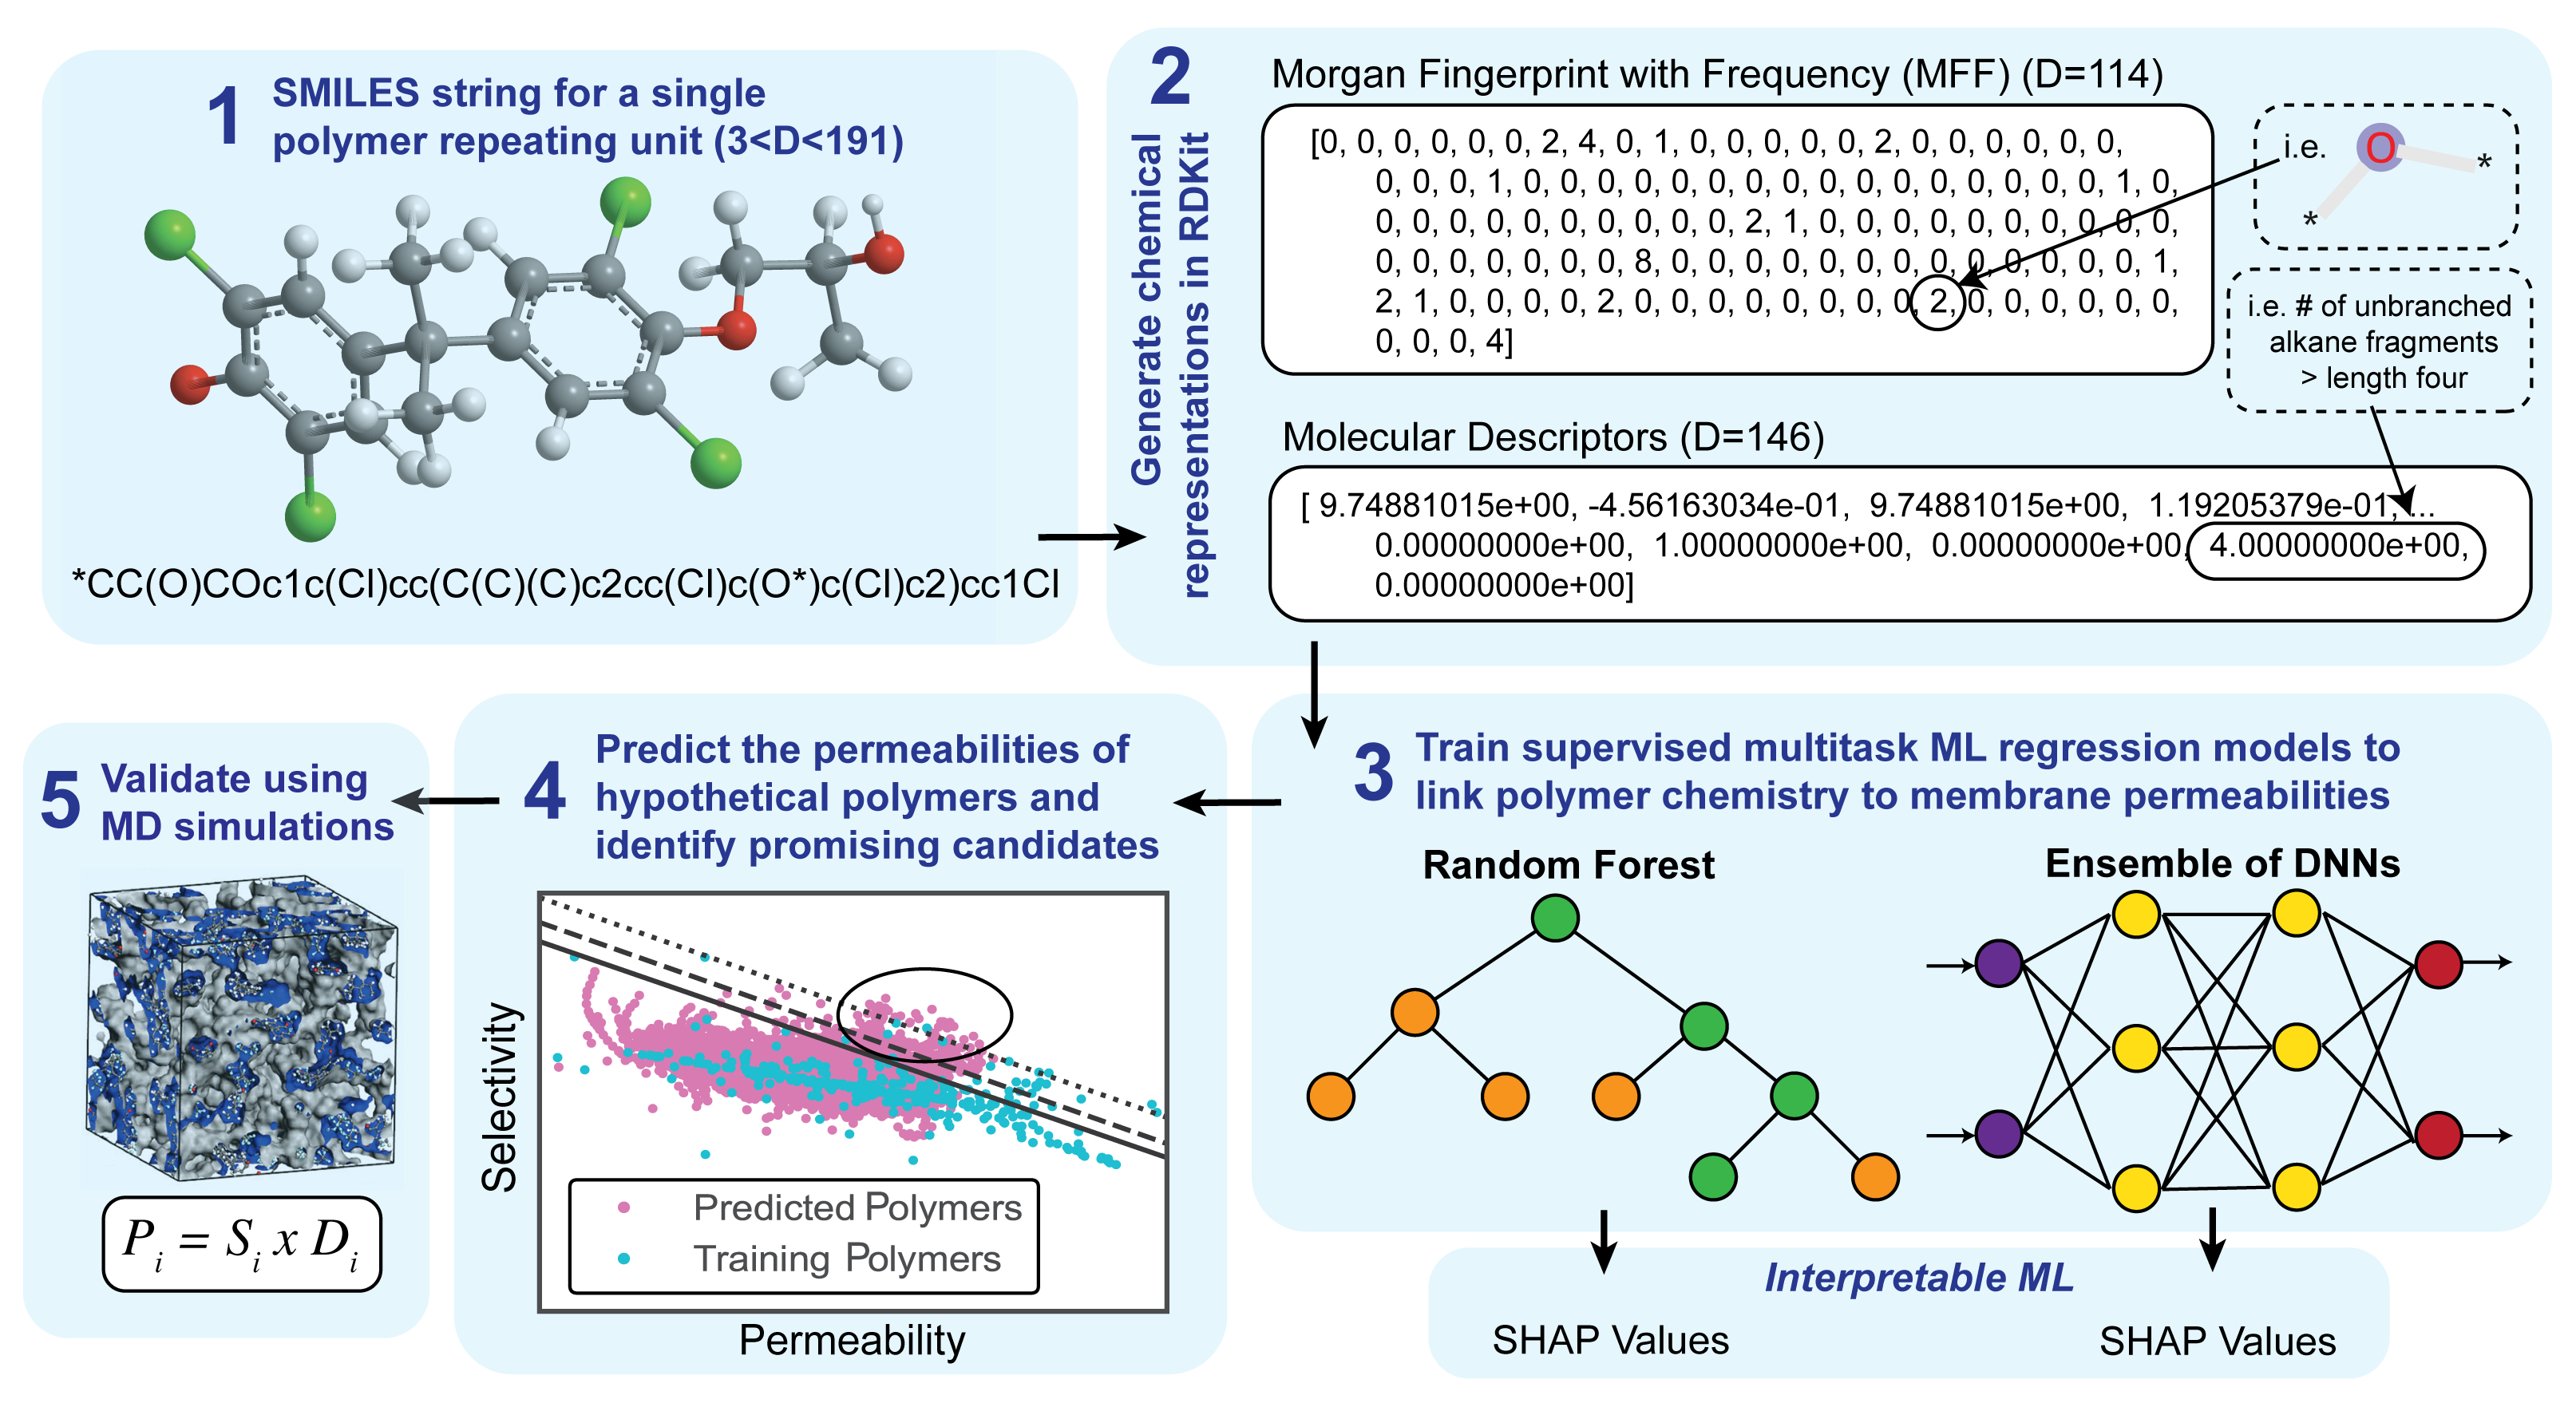 1
SMILES string for a single
polymer repeating unit (3<D<191)
*CC(O)COc1c(Cl)cc(C(C)(C)c2cc(Cl)c(O*)c(Cl)c2)cc1Cl
2
Generate chemical
representations in RDKit
Morgan Fingerprint with Frequency (MFF) (D=114)
[0, 0, 0, 0, 0, 0, 2, 4, 0, 1, 0, 0, 0, 0, 0, 2, 0, 0, 0, 0, 0, 0,
0, 0, 0, 1, 0, 0, 0, 0, 0, 0, 0, 0, 0, 0, 0, 0, 0, 0, 0, 0, 1, 0,
0, 0, 0, 0, 0, 0, 0, 0, 0, 0, 2, 1, 0, 0, 0, 0, 0, 0, 0, 0, 0, 0,
0, 0, 0, 0, 0, 0, 0, 8, 0, 0, 0, 0, 0, 0, 0, 0, 0, 0, 0, 0, 0, 1,
2, 1, 0, 0, 0, 0, 2, 0, 0, 0, 0, 0, 0, 0, 0, 2, 0, 0, 0, 0, 0, 0,
0, 0, 0, 4]
i.e.
O
*
*
i.e. # of unbranched
alkane fragments
> length four
Molecular Descriptors (D=146)
[ 9.74881015e+00, -4.56163034e-01, 9.74881015e+00, 1.19205379e-01, ...
0.00000000e+00, 1.00000000e+00, 0.00000000e+00, 4.00000000e+00,
0.00000000e+00]
3
Train supervised multitask ML regression models to
link polymer chemistry to membrane permeabilities
Random Forest
Ensemble of DNNs
Interpretable ML
SHAP Values
SHAP Values
4
Predict the permeabilities of
hypothetical polymers and
identify promising candidates
Selectivity
Predicted Polymers
Training Polymers
Permeability
5
Validate using
MD simulations
Pi = Si x Di